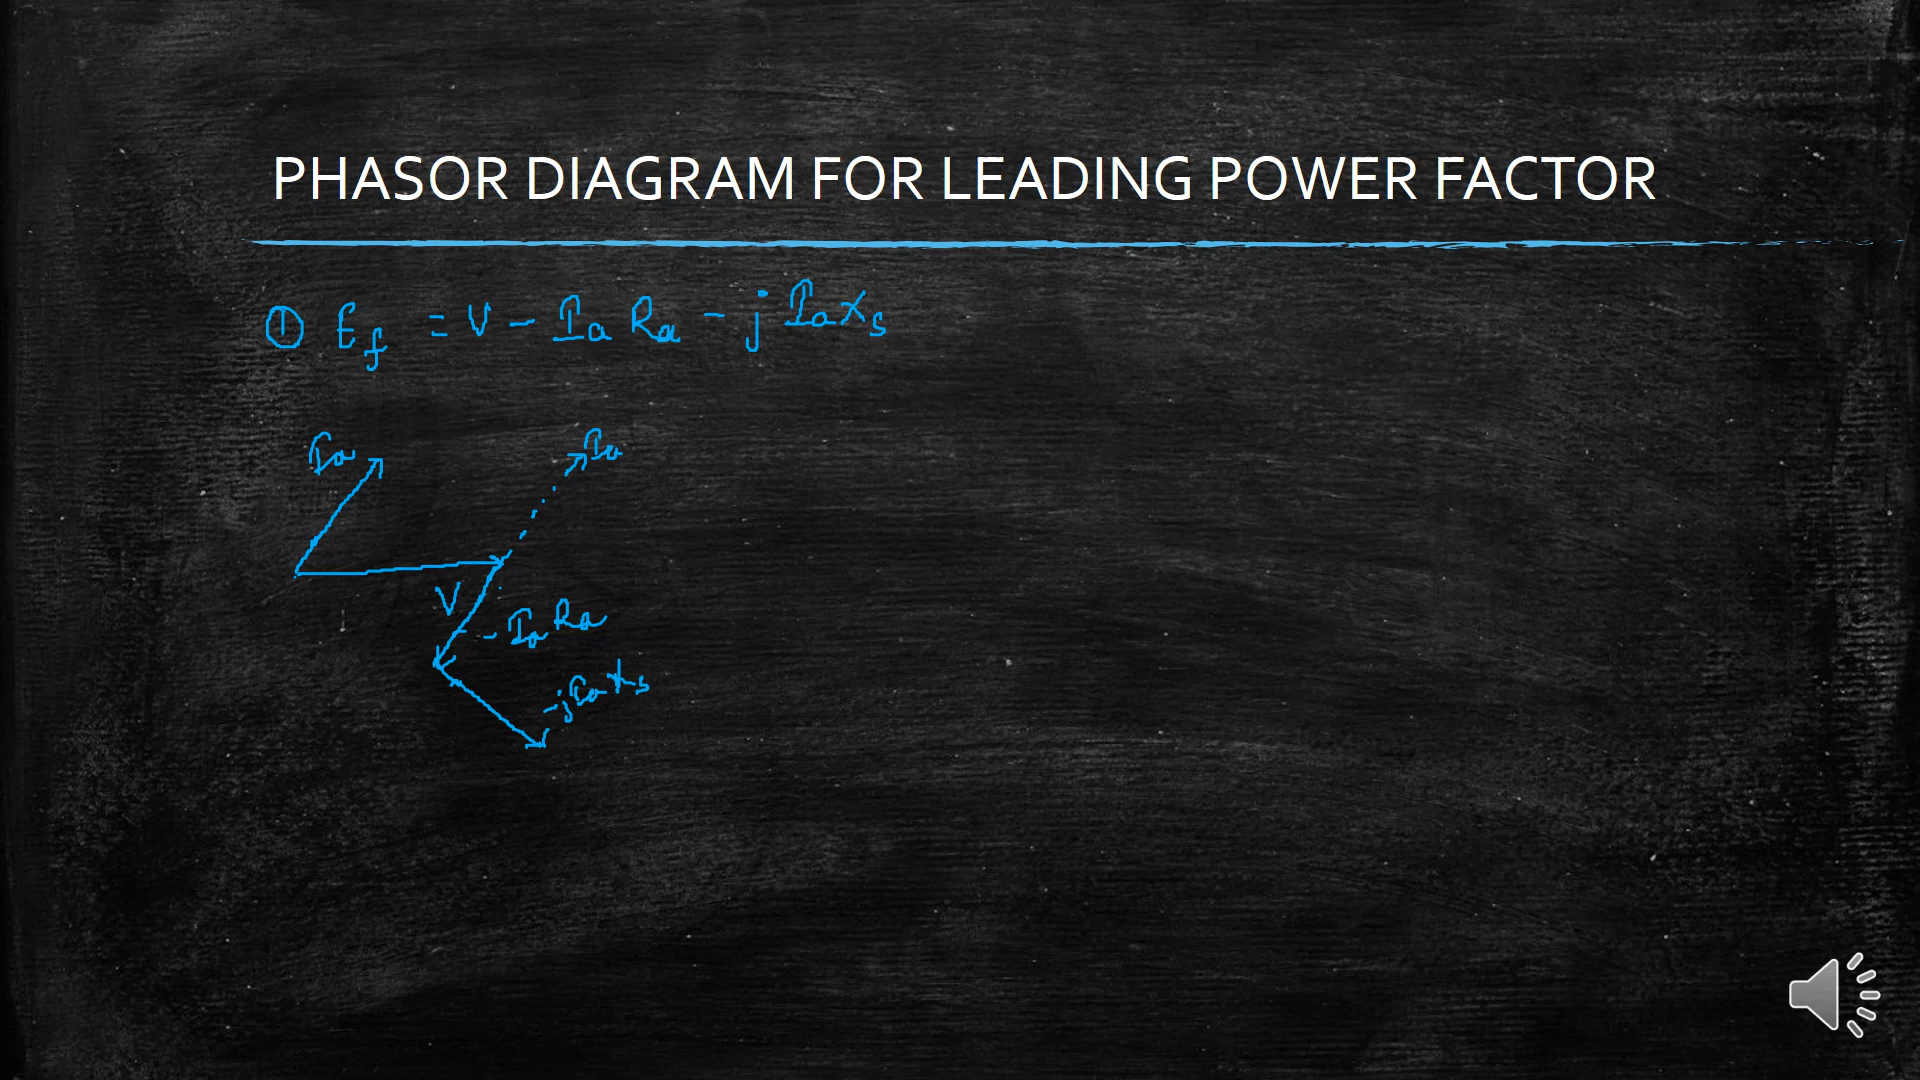 PHASOR DIAGRAM FOR LEADING POWER FACTOR
① Ef = V - Ia Ra - j Ia Xs
Ia
Ia
V
- Ia Ra
-j Ia Xs